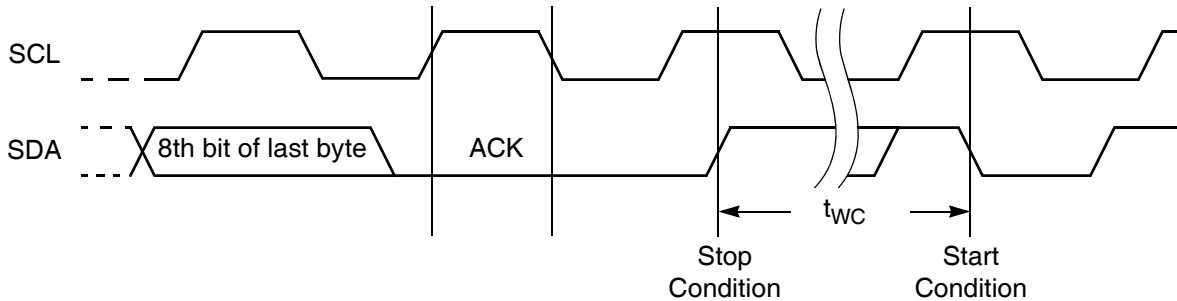 SCL
SDA
8th bit of last byte
ACK
tWC
Stop
Condition
Start
Condition